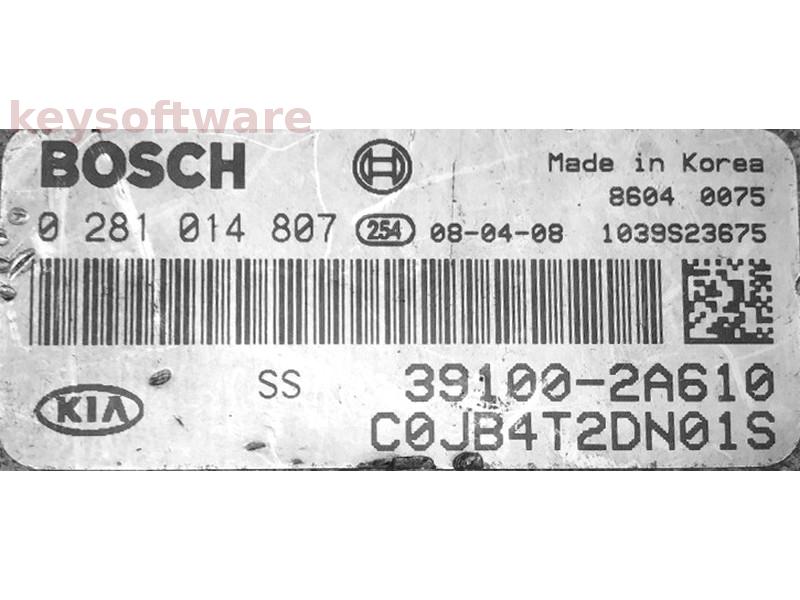 keysoftware
BOSCH Made in Korea
8604 0075
0 281 014 807 254 08-04-08 1039S23675
SS 39100-2A610
KIA C0JB4T2DN01S